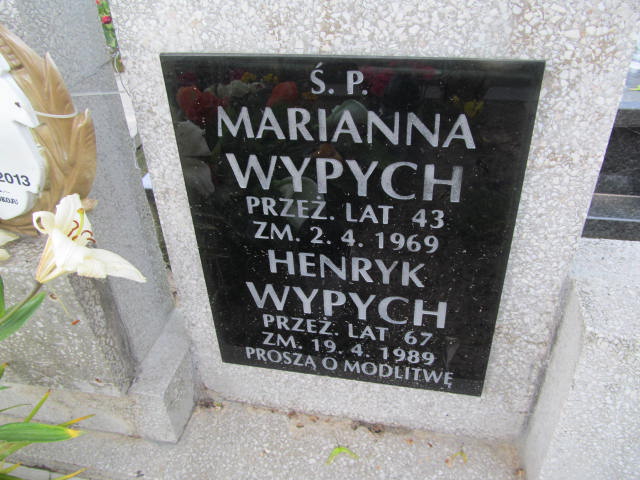 Ś. P.
MARIANNA
WYPYCH
PRZEŻ. LAT 43
ZM. 2. 4. 1969
HENRYK
WYPYCH
PRZEŻ. LAT 67
ZM. 19. 4. 1989
PROSZĄ O MODLITWĘ
2013